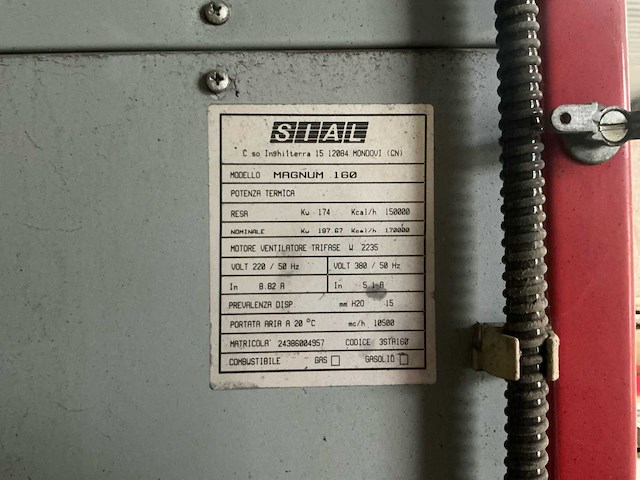 SIAL
C so Inghilterra 15 12084 MONDOVI (CN)
MODELLO MAGNUM 160
POTENZA TERMICA
RESA Kw 174 Kcal/h 150000
NOMINALE Kw 197.67 Kcal/h 170000
MOTORE VENTILATORE TRIFASE W 2235
VOLT 220 / 50 Hz VOLT 380 / 50 Hz
In 8.82 A In 5.1 A
PREVALENZA DISP. mm H2O 15
PORTATA ARIA A 20 °C mc/h 10500
MATRICOLA 24386004957 CODICE 3STA160
COMBUSTIBILE GAS GASOLIO